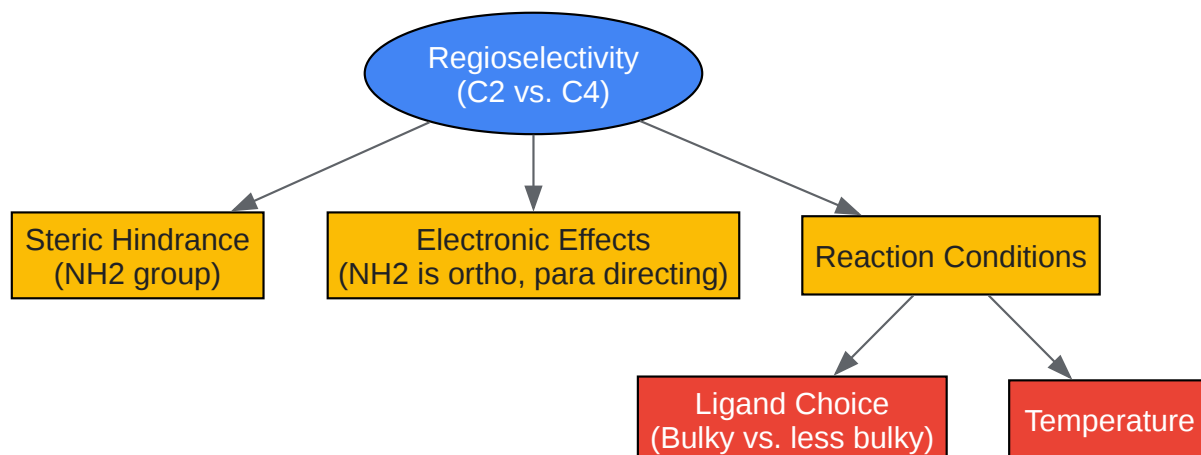 Regioselectivity
(C2 vs. C4)
Steric Hindrance
(NH2 group)
Electronic Effects
(NH2 is ortho, para directing)
Reaction Conditions
Ligand Choice
(Bulky vs. less bulky)
Temperature